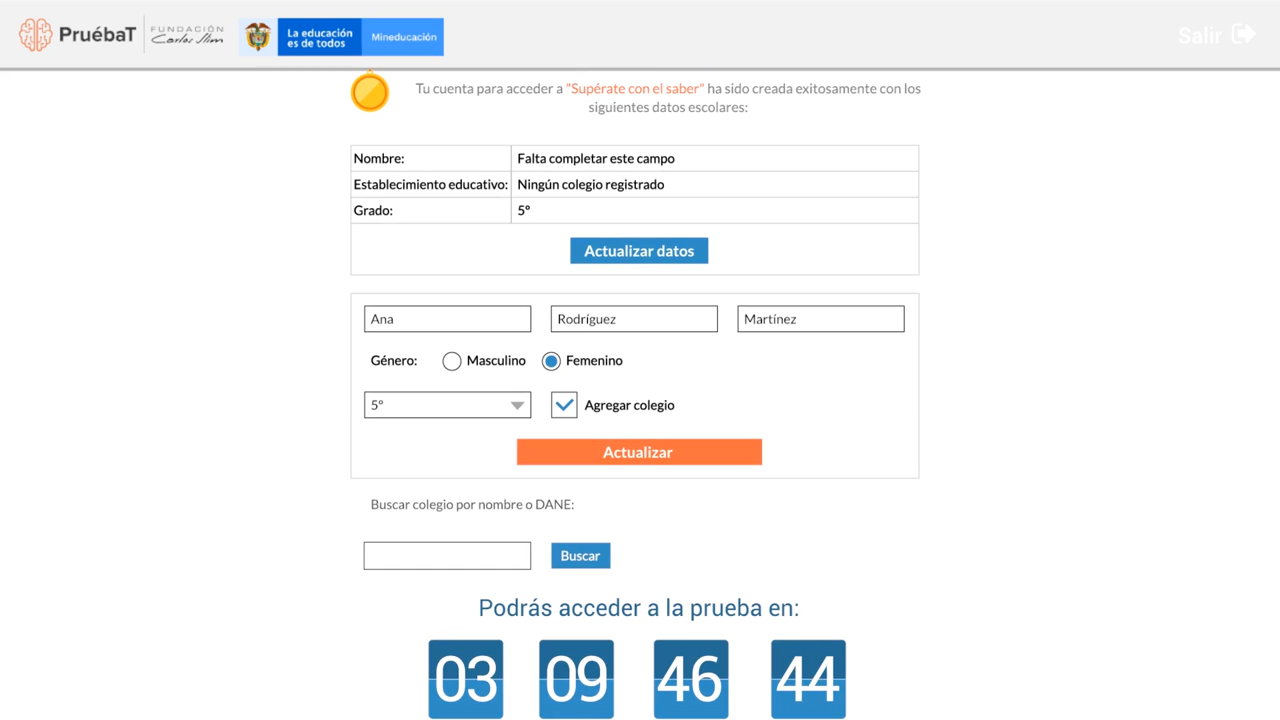 PruébaT
FUNDACIÓN
Carlos Slim
La educación
es de todos
Mineducación
Salir
Tu cuenta para acceder a "Supérate con el saber" ha sido creada exitosamente con los
siguientes datos escolares:
Nombre: Falta completar este campo
Establecimiento educativo: Ningún colegio registrado
Grado: 5º
Actualizar datos
Ana Rodríguez Martínez
Género: Masculino Femenino
5º Agregar colegio
Actualizar
Buscar colegio por nombre o DANE:
Buscar
Podrás acceder a la prueba en:
03 09 46 44